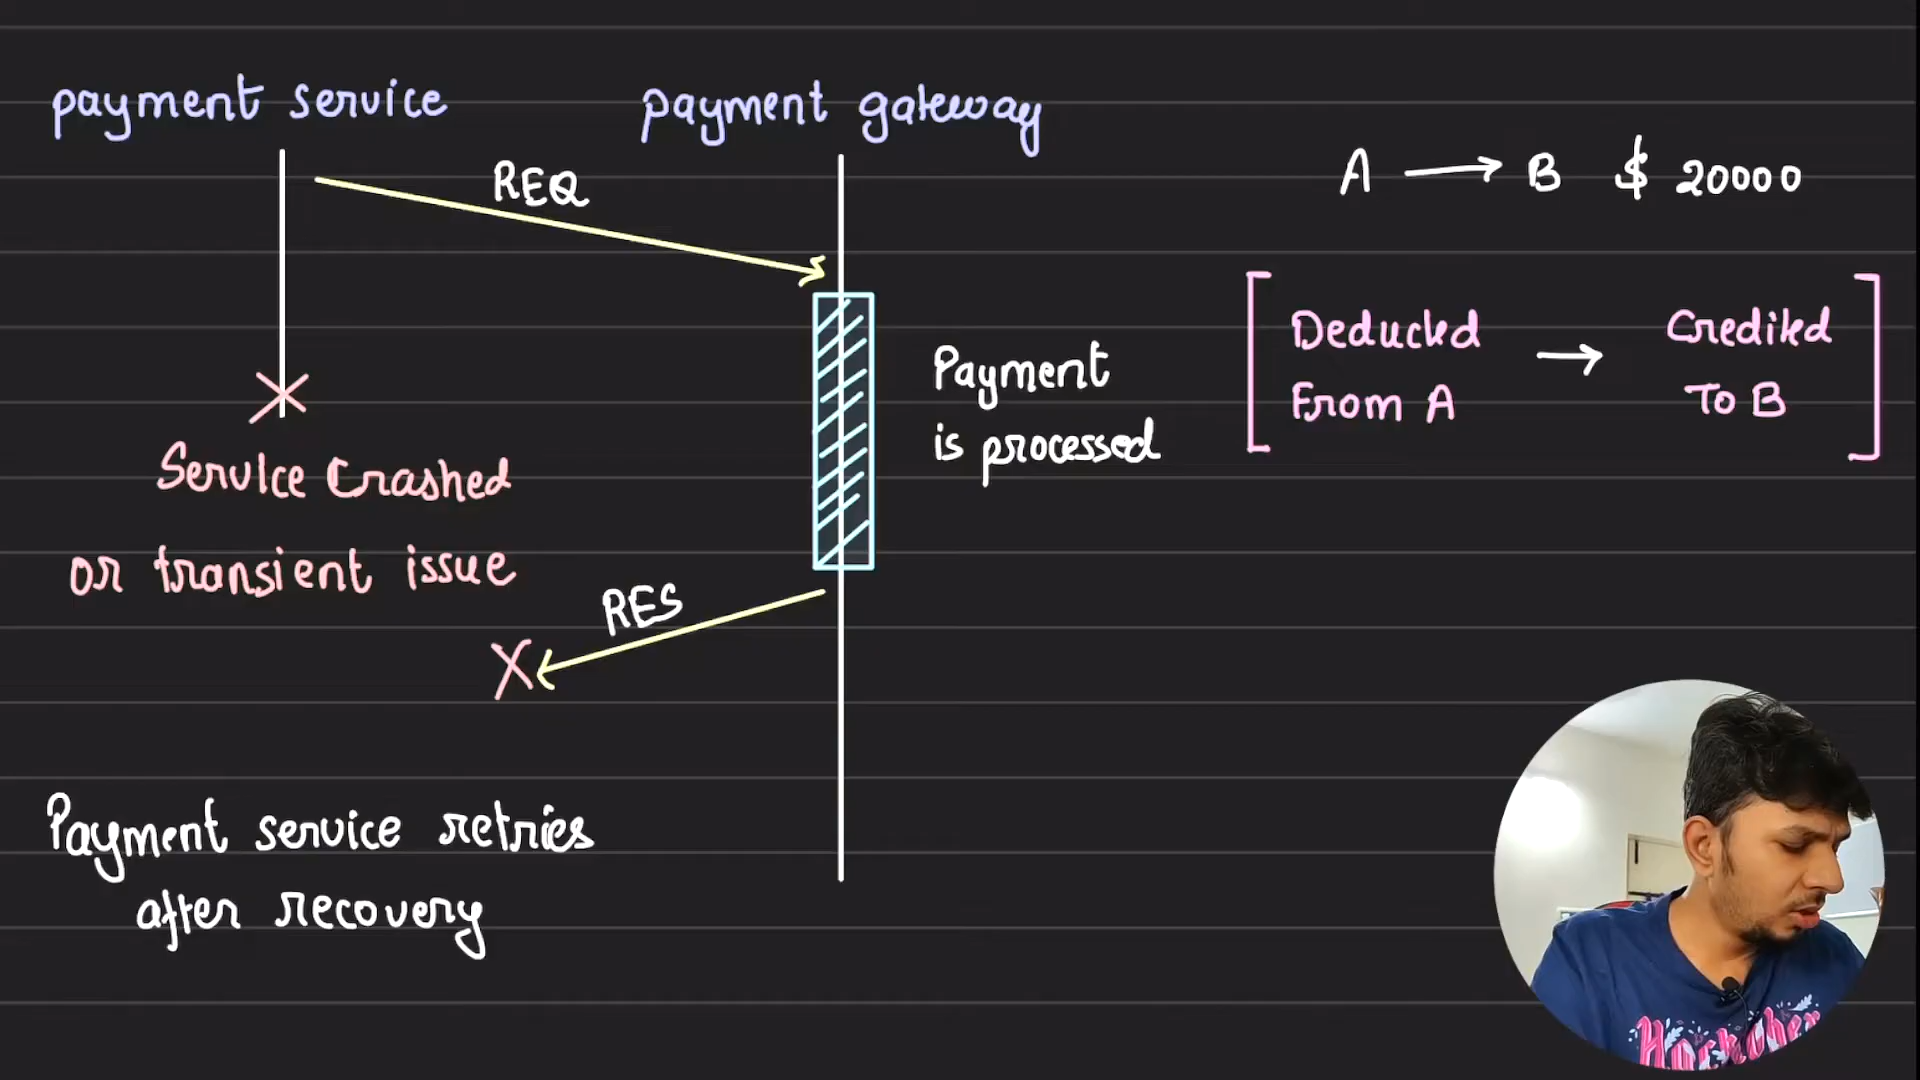 payment service
payment gateway
REQ
A → B $ 20000
Deducted
From A
→
Credited
To B
Payment
is processed
Service Crashed
or transient issue
RES
X
Payment service retries
after recovery